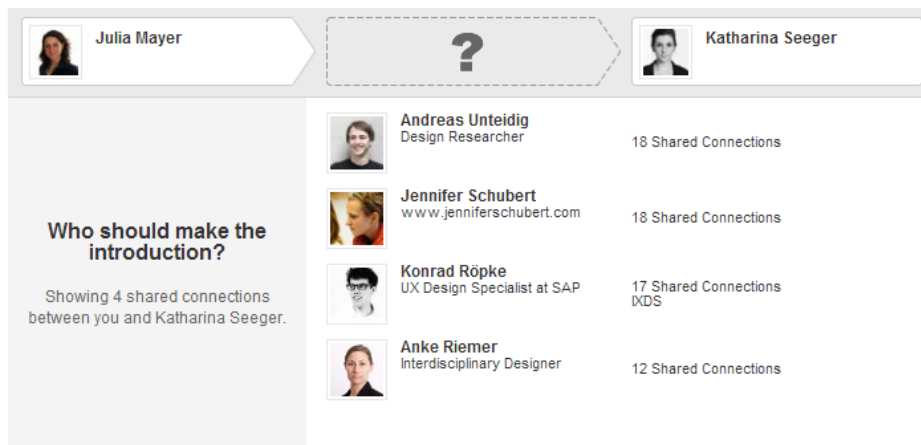 Julia Mayer
?
Katharina Seeger
Who should make the
introduction?
Showing 4 shared connections
between you and Katharina Seeger.
Andreas Unteidig
Design Researcher
18 Shared Connections
Jennifer Schubert
www.jenniferschubert.com
18 Shared Connections
Konrad Röpke
UX Design Specialist at SAP
17 Shared Connections
IXDS
Anke Riemer
Interdisciplinary Designer
12 Shared Connections